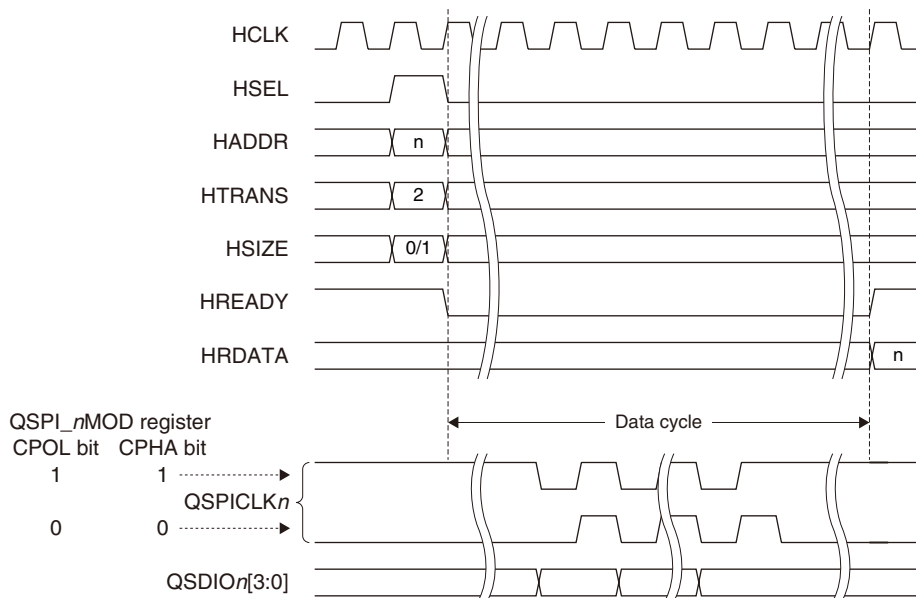 HCLK
HSEL
HADDR n
HTRANS 2
HSIZE 0/1
HREADY
HRDATA n
QSPI_nMOD register
CPOL bit CPHA bit
Data cycle
1 1
QSPICLKn
0 0
QSDIOn[3:0]